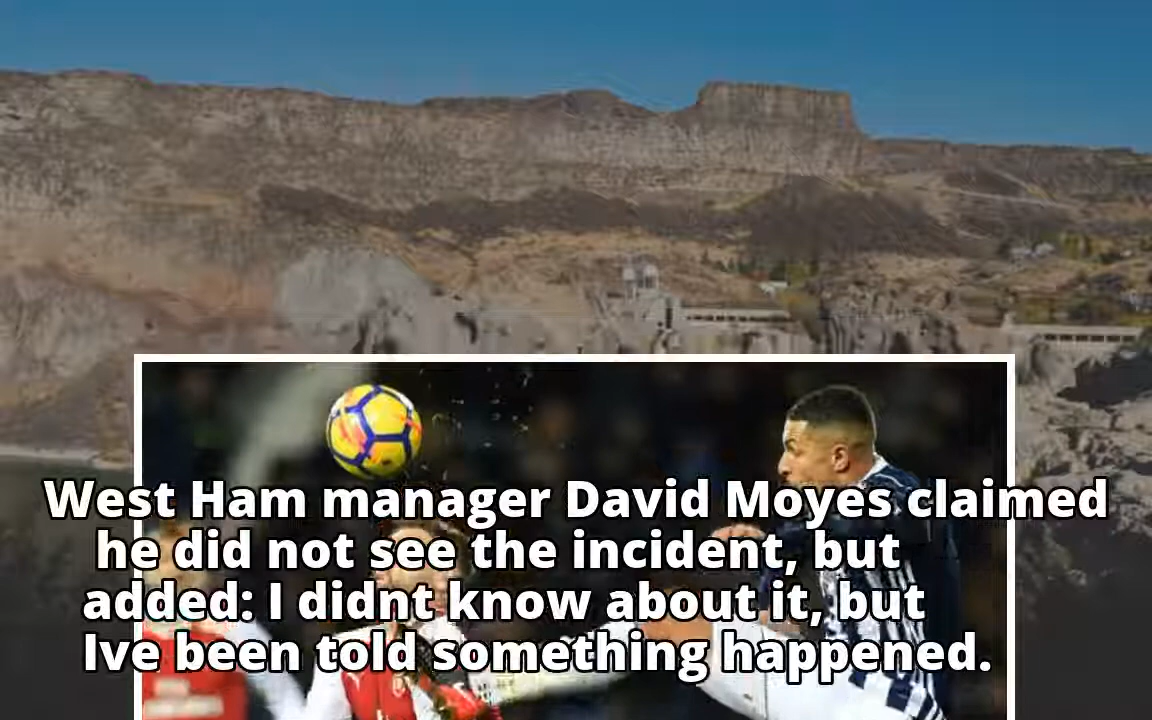 West Ham manager David Moyes claimed
he did not see the incident, but
added: I didnt know about it, but
Ive been told something happened.